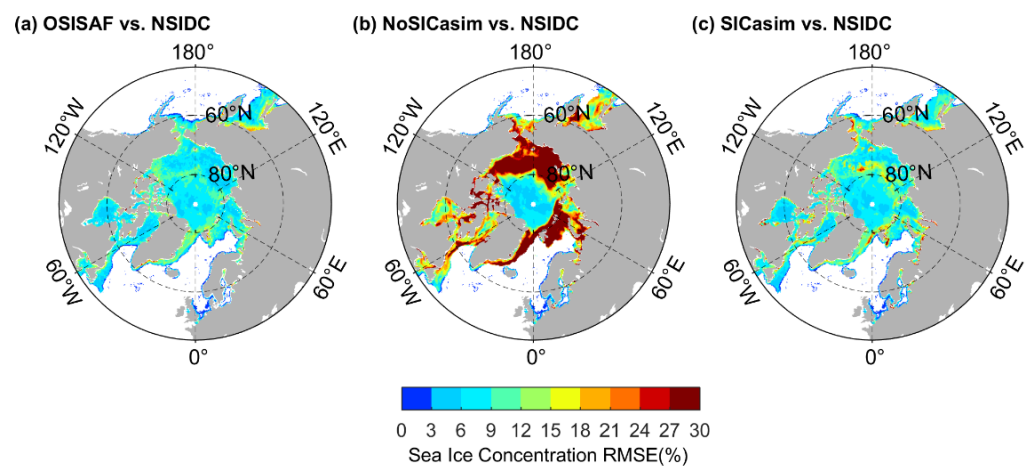 (a) OSISAF vs. NSIDC (b) NoSICasim vs. NSIDC (c) SICasim vs. NSIDC
180° 180° 180°
120°W 60°N 120°E 120°W 60°N 120°E 120°W 60°N 120°E
80°N 80°N 80°N
60°W 60°E 60°W 60°E 60°W 60°E
0° 0° 0°
0 3 6 9 12 15 18 21 24 27 30
Sea Ice Concentration RMSE(%)